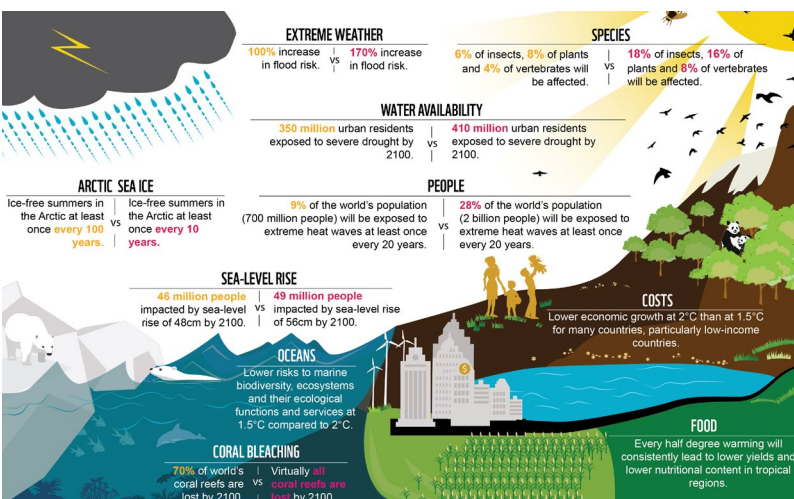 EXTREME WEATHER
100% increase
in flood risk.
vs
170% increase
in flood risk.
SPECIES
6% of insects, 8% of plants
and 4% of vertebrates will
be affected.
vs
18% of insects, 16% of
plants and 8% of vertebrates
will be affected.
WATER AVAILABILITY
350 million urban residents
exposed to severe drought by
2100.
vs
410 million urban residents
exposed to severe drought by
2100.
ARCTIC SEA ICE
Ice-free summers in
the Arctic at least
once every 100
years.
vs
Ice-free summers in
the Arctic at least
once every 10
years.
PEOPLE
9% of the world's population
(700 million people) will be exposed to
extreme heat waves at least once
every 20 years.
vs
28% of the world's population
(2 billion people) will be exposed to
extreme heat waves at least once
every 20 years.
SEA-LEVEL RISE
46 million people
impacted by sea-level
rise of 48cm by 2100.
vs
49 million people
impacted by sea-level rise
of 56cm by 2100.
COSTS
Lower economic growth at 2°C than at 1.5°C
for many countries, particularly low-income
countries.
OCEANS
Lower risks to marine
biodiversity, ecosystems
and their ecological
functions and services at
1.5°C compared to 2°C.
$
FOOD
Every half degree warming will
consistently lead to lower yields and
lower nutritional content in tropical
regions.
CORAL BLEACHING
70% of world's
coral reefs are
lost by 2100
vs
Virtually all
coral reefs are
lost by 2100